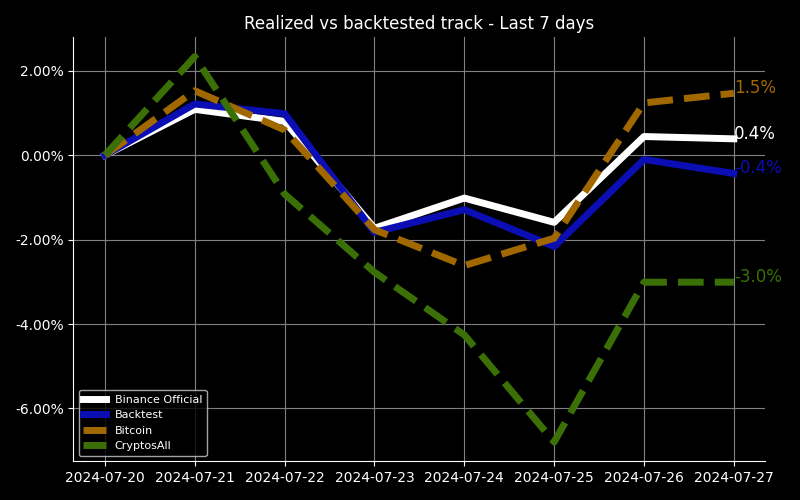 Realized vs backtested track - Last 7 days
2.00%
0.00%
-2.00%
-4.00%
-6.00%
1.5%
0.4%
-0.4%
-3.0%
Binance Official
Backtest
Bitcoin
CryptosAll
2024-07-20 2024-07-21 2024-07-22 2024-07-23 2024-07-24 2024-07-25 2024-07-26 2024-07-27